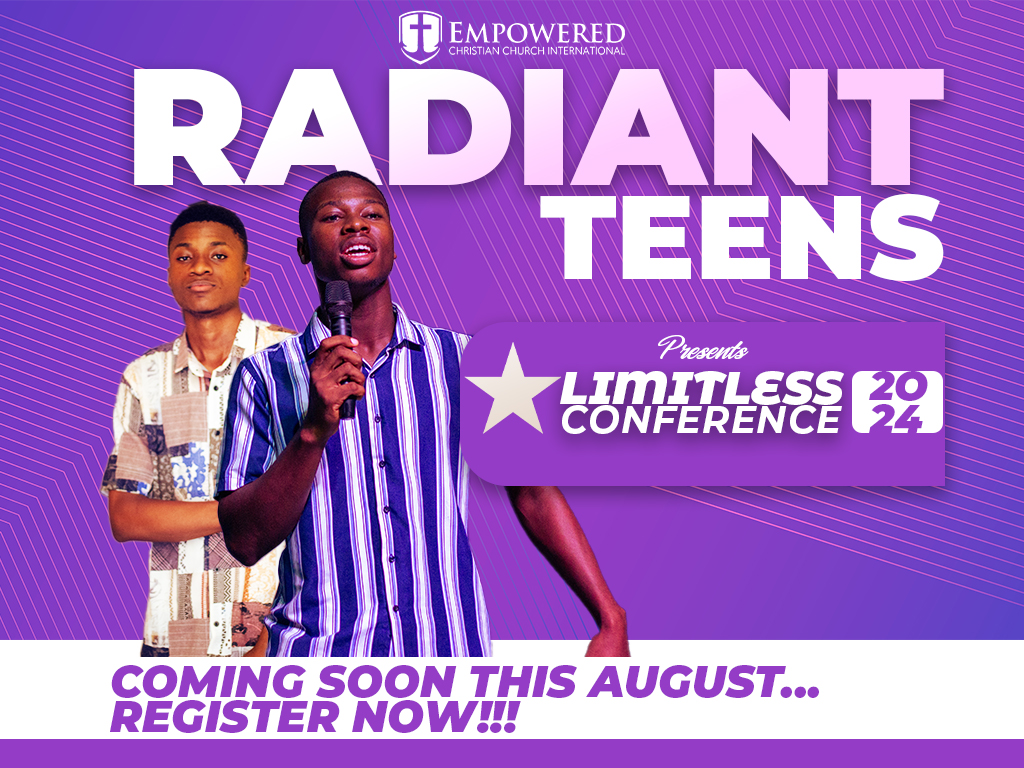 EMPOWERED
CHRISTIAN CHURCH INTERNATIONAL
RADIANT
TEENS
Presents
LIMITLESS
CONFERENCE
20
24
COMING SOON THIS AUGUST...
REGISTER NOW!!!